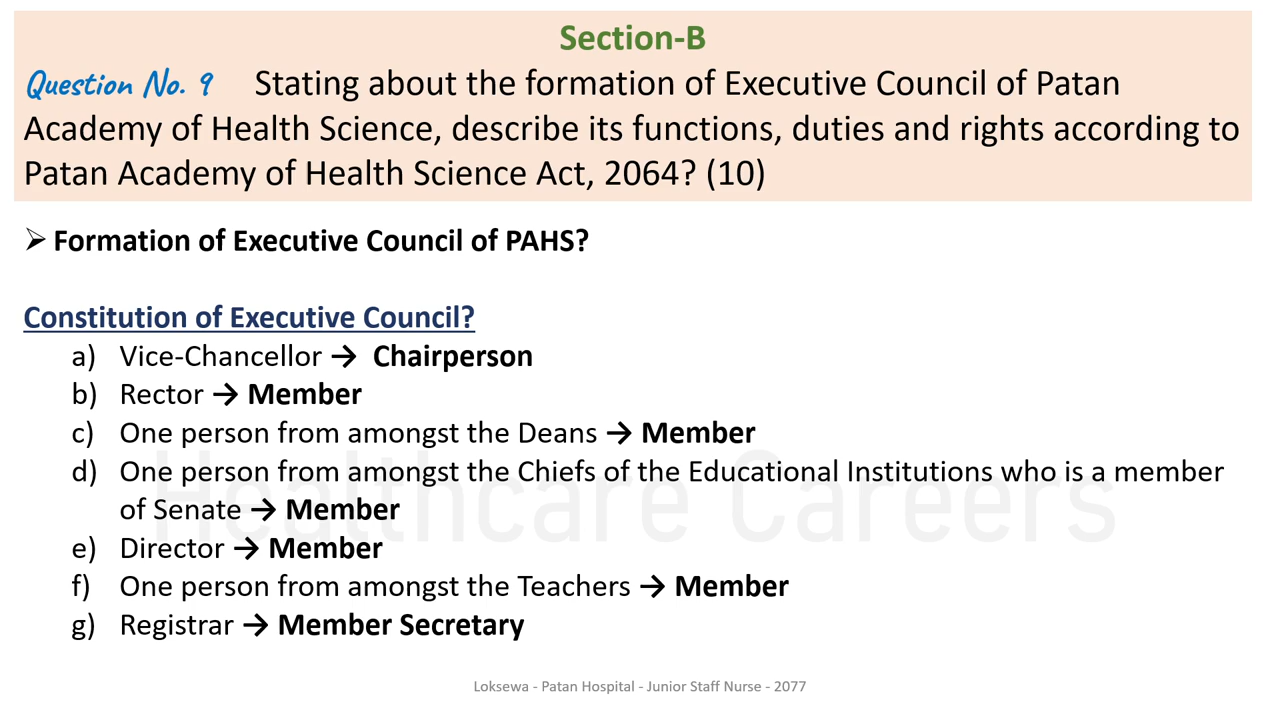 Section-B
Question No. 9 Stating about the formation of Executive Council of Patan
Academy of Health Science, describe its functions, duties and rights according to
Patan Academy of Health Science Act, 2064? (10)
➢ Formation of Executive Council of PAHS?
Constitution of Executive Council?
a) Vice-Chancellor → Chairperson
b) Rector → Member
c) One person from amongst the Deans → Member
d) One person from amongst the Chiefs of the Educational Institutions who is a member
of Senate → Member
e) Director → Member
f) One person from amongst the Teachers → Member
g) Registrar → Member Secretary
Healthcare Careers
Loksewa - Patan Hospital - Junior Staff Nurse - 2077